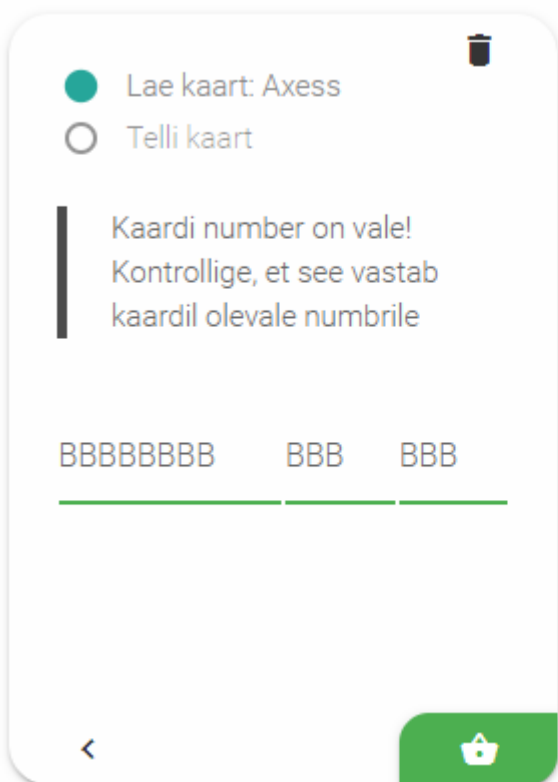 Lae kaart: Axess
Telli kaart
Kaardi number on vale!
Kontrollige, et see vastab
kaardil olevale numbrile
BBBBBBBB BBB BBB